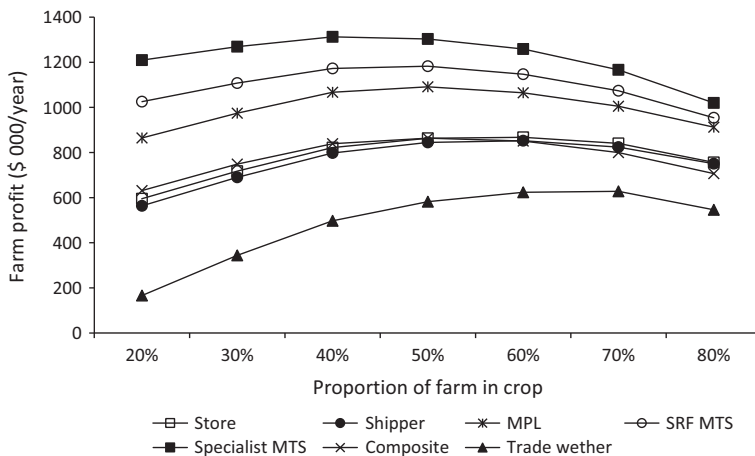 Farm profit ($ 000/year)
1400
1200
1000
800
600
400
200
0
20% 30% 40% 50% 60% 70% 80%
Proportion of farm in crop
Store Shipper MPL SRF MTS
Specialist MTS Composite Trade wether